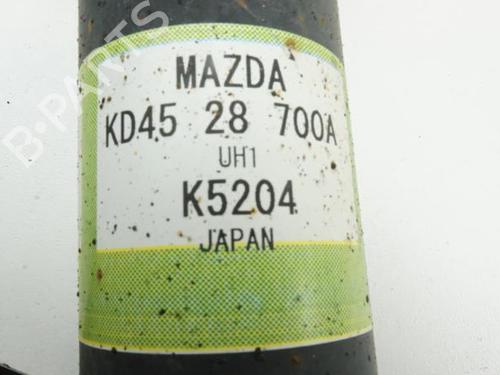 MAZDA
KD45 28 700A
UH1
K5204
JAPAN
B-PARTS